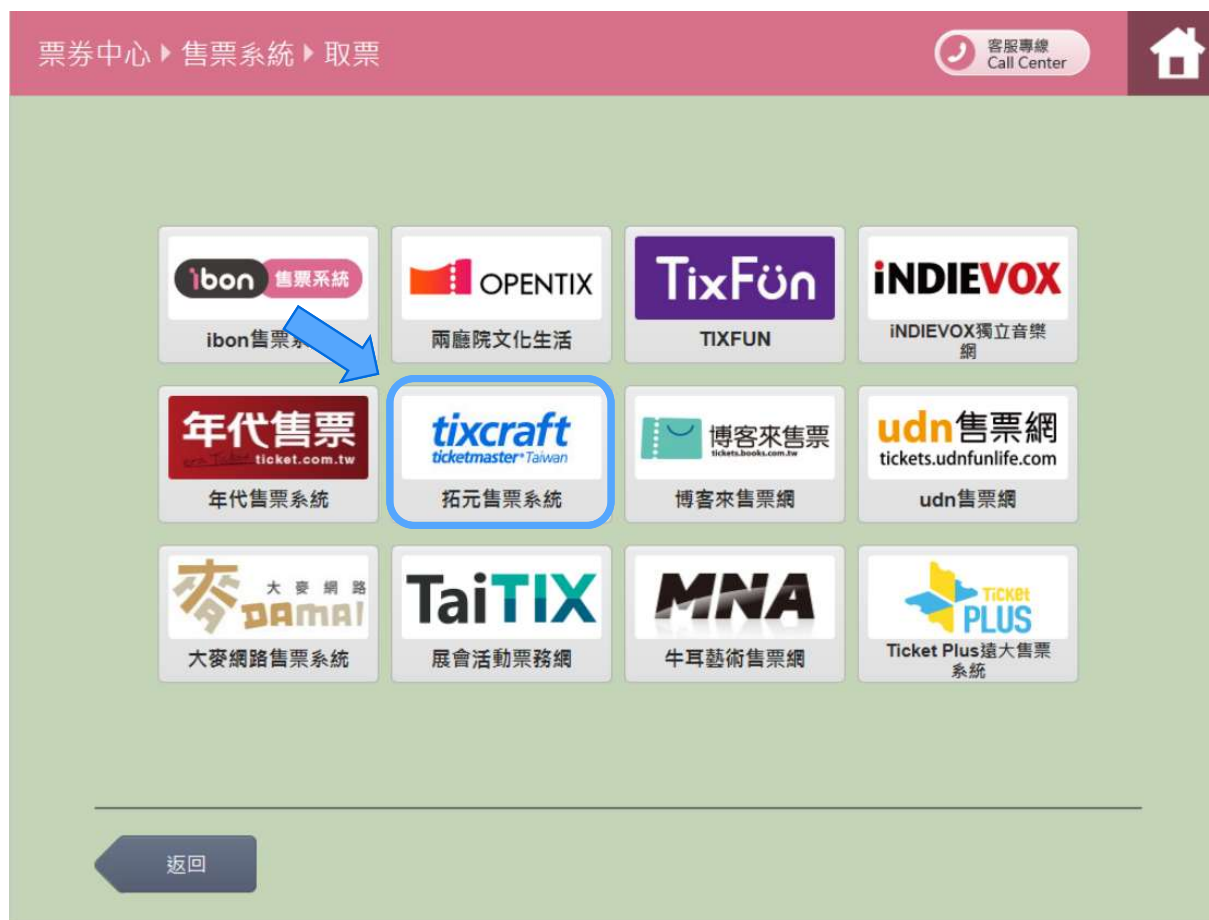 票券中心 ▸ 售票系統 ▸ 取票
客服專線
Call Center
ibon 售票系統
OPENTIX
TixFün
iNDIEVOX
ibon售票系
兩廳院文化生活
TIXFUN
iNDIEVOX獨立音樂
網
年代售票
era Ticket ticket.com.tw
tixcraft
ticketmaster Taiwan
博客來售票
tickets.books.com.tw
udn售票網
tickets.udnfunlife.com
年代售票系統
拓元售票系統
博客來售票網
udn售票網
麥 大麥網路
DAMAI
TaiTIX
MNA
TICKET
PLUS
大麥網路售票系統
展會活動票務網
牛耳藝術售票網
Ticket Plus遠大售票
系統
返回